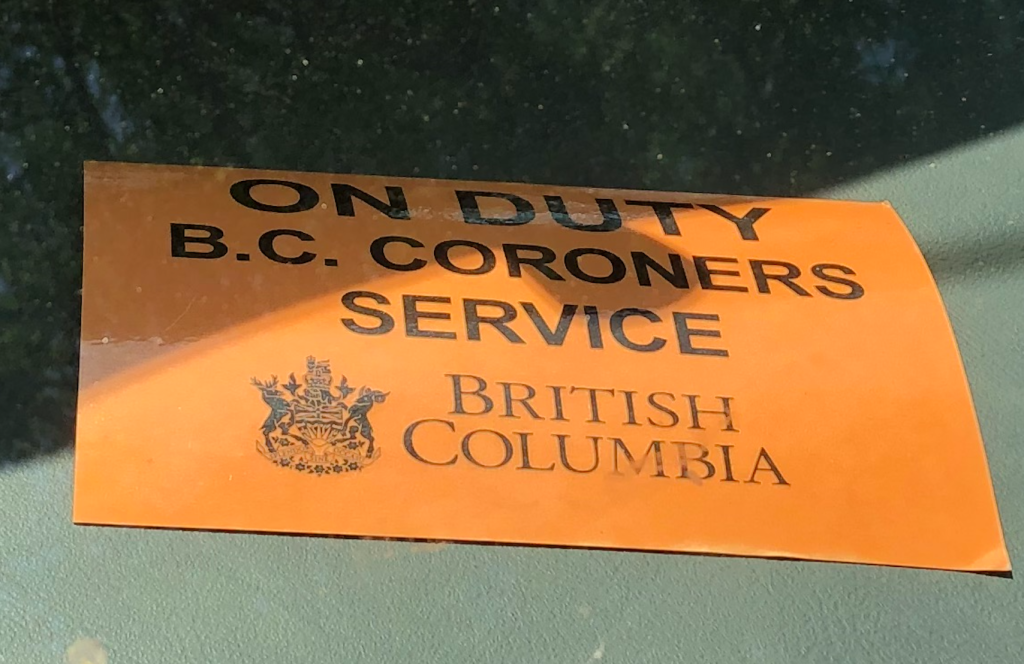 ON DUTY
B.C. CORONERS
SERVICE
BRITISH
COLUMBIA